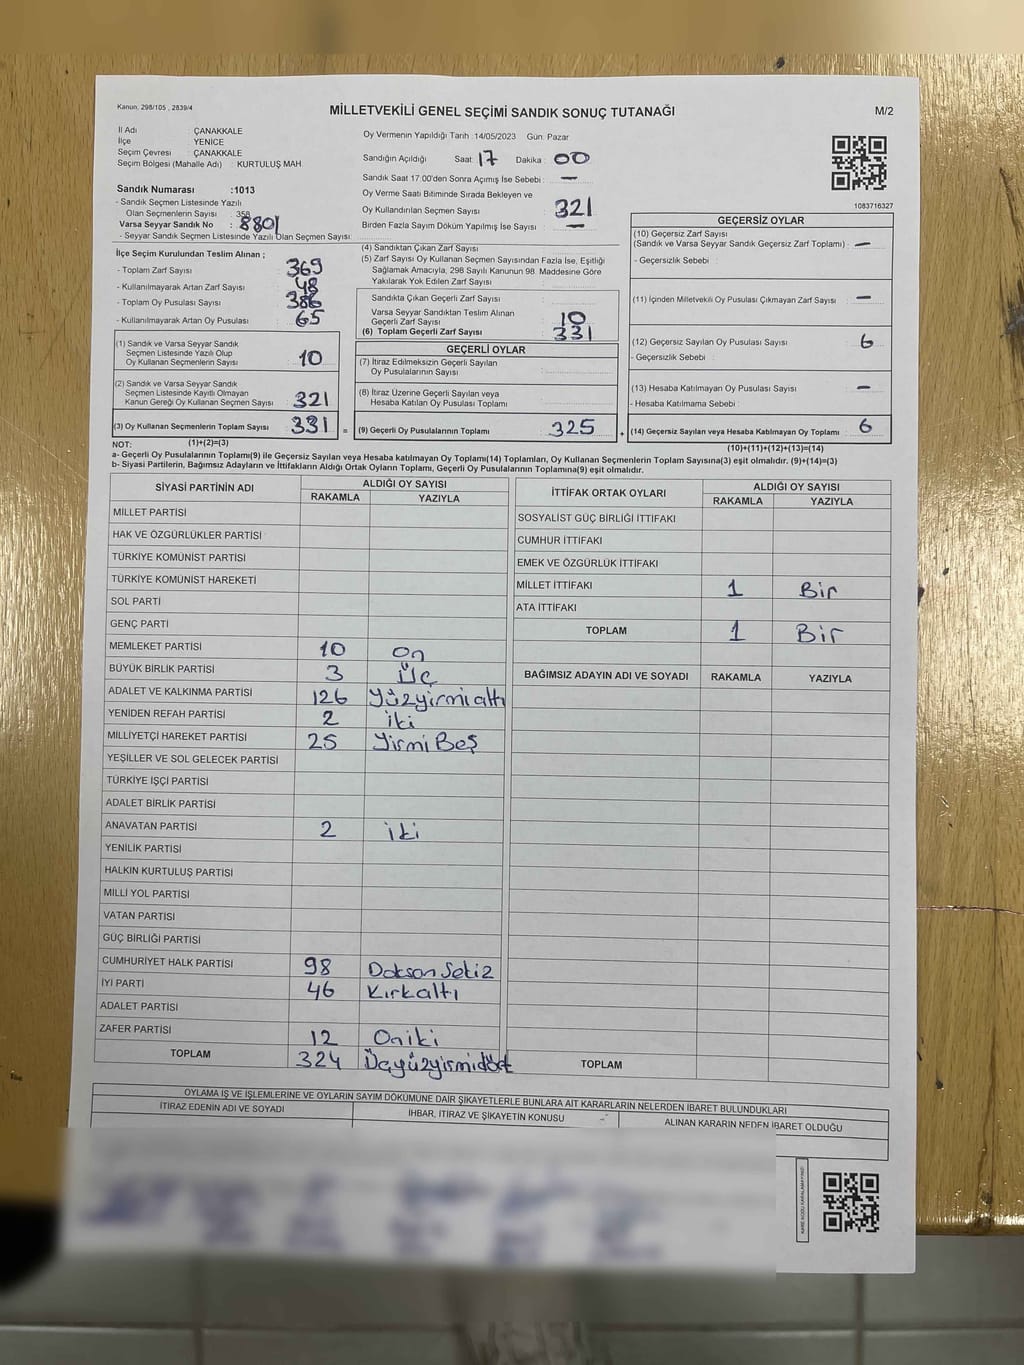 Kanun: 298/105 , 2839/4
MİLLETVEKİLİ GENEL SEÇİMİ SANDIK SONUÇ TUTANAĞI
M/2
İl Adı : ÇANAKKALE
İlçe : YENİCE
Seçim Çevresi : ÇANAKKALE
Seçim Bölgesi (Mahalle Adı) : KURTULUŞ MAH.
Oy Vermenin Yapıldığı Tarih :14/05/2023 Gün: Pazar
Sandığın Açıldığı Saat: 17 Dakika : 00
Sandık Saat 17:00'den Sonra Açımış İse Sebebi : —
Oy Verme Saati Bitiminde Sırada Bekleyen ve
Oy Kullandırılan Seçmen Sayısı 321
Birden Fazla Sayım Döküm Yapılmış İse Sayısı : —
1083716327
Sandık Numarası :1013
- Sandık Seçmen Listesinde Yazılı
Olan Seçmenlerin Sayısı : 358
Varsa Seyyar Sandık No : 8801
- Seyyar Sandık Seçmen Listesinde Yazılı Olan Seçmen Sayısı:
İlçe Seçim Kurulundan Teslim Alınan ;
- Toplam Zarf Sayısı : 369
- Kullanılmayarak Artan Zarf Sayısı : 48
- Toplam Oy Pusulası Sayısı : 386
- Kullanılmayarak Artan Oy Pusulası : 65
(1) Sandık ve Varsa Seyyar Sandık
Seçmen Listesinde Yazılı Olup
Oy Kullanan Seçmenlerin Sayısı : 10
(2) Sandık ve Varsa Seyyar Sandık
Seçmen Listesinde Kayıtlı Olmayan
Kanun Gereği Oy Kullanan Seçmen Sayısı : 321
(3) Oy Kullanan Seçmenlerin Toplam Sayısı : 331
(1)+(2)=(3)
(4) Sandıktan Çıkan Zarf Sayısı :
(5) Zarf Sayısı Oy Kullanan Seçmen Sayısından Fazla İse, Eşitliği
Sağlamak Amacıyla, 298 Sayılı Kanunun 98. Maddesine Göre
Yakılarak Yok Edilen Zarf Sayısı :
Sandıkta Çıkan Geçerli Zarf Sayısı :
Varsa Seyyar Sandıktan Teslim Alınan
Geçerli Zarf Sayısı : 10
(6) Toplam Geçerli Zarf Sayısı : 331
GEÇERLİ OYLAR
(7) İtiraz Edilmeksizin Geçerli Sayılan
Oy Pusulalarının Sayısı :
(8) İtiraz Üzerine Geçerli Sayılan veya
Hesaba Katılan Oy Pusulası Toplamı :
= (9) Geçerli Oy Pusulalarının Toplamı : 325 +
GEÇERSİZ OYLAR
(10) Geçersiz Zarf Sayısı
(Sandık ve Varsa Seyyar Sandık Geçersiz Zarf Toplamı) : —
- Geçersizlik Sebebi :
(11) İçinden Milletvekili Oy Pusulası Çıkmayan Zarf Sayısı : —
(12) Geçersiz Sayılan Oy Pusulası Sayısı : 6
- Geçersizlik Sebebi :
(13) Hesaba Katılmayan Oy Pusulası Sayısı : —
- Hesaba Katılmama Sebebi :
(14) Geçersiz Sayılan veya Hesaba Katılmayan Oy Pusulası Toplamı : 6
(10)+(11)+(12)+(13)=(14)
NOT:
a- Geçerli Oy Pusulalarının Toplamı(9) ile Geçersiz Sayılan veya Hesaba katılmayan Oy Toplamı(14) Toplamları, Oy Kullanan Seçmenlerin Toplam Sayısına(3) eşit olmalıdır. (9)+(14)=(3)
b- Siyasi Partilerin, Bağımsız Adayların ve İttifakların Aldığı Ortak Oyların Toplamı, Geçerli Oy Pusulalarının Toplamına(9) eşit olmalıdır.
SİYASİ PARTİNİN ADI ALDIĞI OY SAYISI
RAKAMLA YAZIYLA
MİLLET PARTİSİ
HAK VE ÖZGÜRLÜKLER PARTİSİ
TÜRKİYE KOMÜNİST PARTİSİ
TÜRKİYE KOMÜNİST HAREKETİ
SOL PARTİ
GENÇ PARTİ
MEMLEKET PARTİSİ 10 On
BÜYÜK BİRLİK PARTİSİ 3 Üç
ADALET VE KALKINMA PARTİSİ 126 Yüzyirmialtı
YENİDEN REFAH PARTİSİ 2 iki
MİLLİYETÇİ HAREKET PARTİSİ 25 Yirmi Beş
YEŞİLLER VE SOL GELECEK PARTİSİ
TÜRKİYE İŞÇİ PARTİSİ
ADALET BİRLİK PARTİSİ
ANAVATAN PARTİSİ 2 iki
YENİLİK PARTİSİ
HALKIN KURTULUŞ PARTİSİ
MİLLİ YOL PARTİSİ
VATAN PARTİSİ
GÜÇ BİRLİĞİ PARTİSİ
CUMHURİYET HALK PARTİSİ 98 Doksan Sekiz
İYİ PARTİ 46 Kırkaltı
ADALET PARTİSİ
ZAFER PARTİSİ 12 Oniki
TOPLAM 324 Üçyüzyirmidört
İTTİFAK ORTAK OYLARI ALDIĞI OY SAYISI
RAKAMLA YAZIYLA
SOSYALİST GÜÇ BİRLİĞİ İTTİFAKI
CUMHUR İTTİFAKI
EMEK VE ÖZGÜRLÜK İTTİFAKI
MİLLET İTTİFAKI 1 Bir
ATA İTTİFAKI
TOPLAM 1 Bir
BAĞIMSIZ ADAYIN ADI VE SOYADI RAKAMLA YAZIYLA
TOPLAM
OYLAMA İŞ VE İŞLEMLERİNE VE OYLARIN SAYIM DÖKÜMÜNE DAİR ŞİKAYETLERLE BUNLARA AİT KARARLARIN NELERDEN İBARET BULUNDUKLARI
İTİRAZ EDENİN ADI VE SOYADI İHBAR, İTİRAZ VE ŞİKAYETİN KONUSU ALINAN KARARIN NEDEN İBARET OLDUĞU